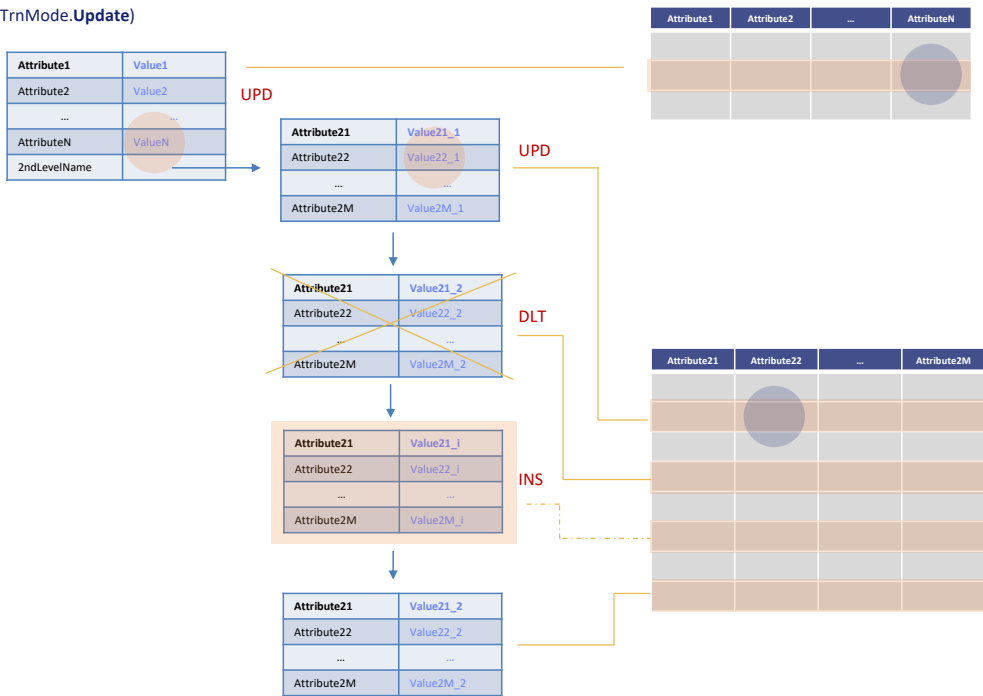 TrnMode.Update)
Attribute1 Attribute2 ... AttributeN
Attribute1 Value1
Attribute2 Value2
... ...
AttributeN ValueN
2ndLevelName
UPD
Attribute21 Value21_1
Attribute22 Value22_1
... ...
Attribute2M Value2M_1
UPD
Attribute21 Value21_2
Attribute22 Value22_2
... ...
Attribute2M Value2M_2
DLT
Attribute21 Attribute22 ... Attribute2M
Attribute21 Value21_i
Attribute22 Value22_i
... ...
Attribute2M Value2M_i
INS
Attribute21 Value21_2
Attribute22 Value22_2
... ...
Attribute2M Value2M_2